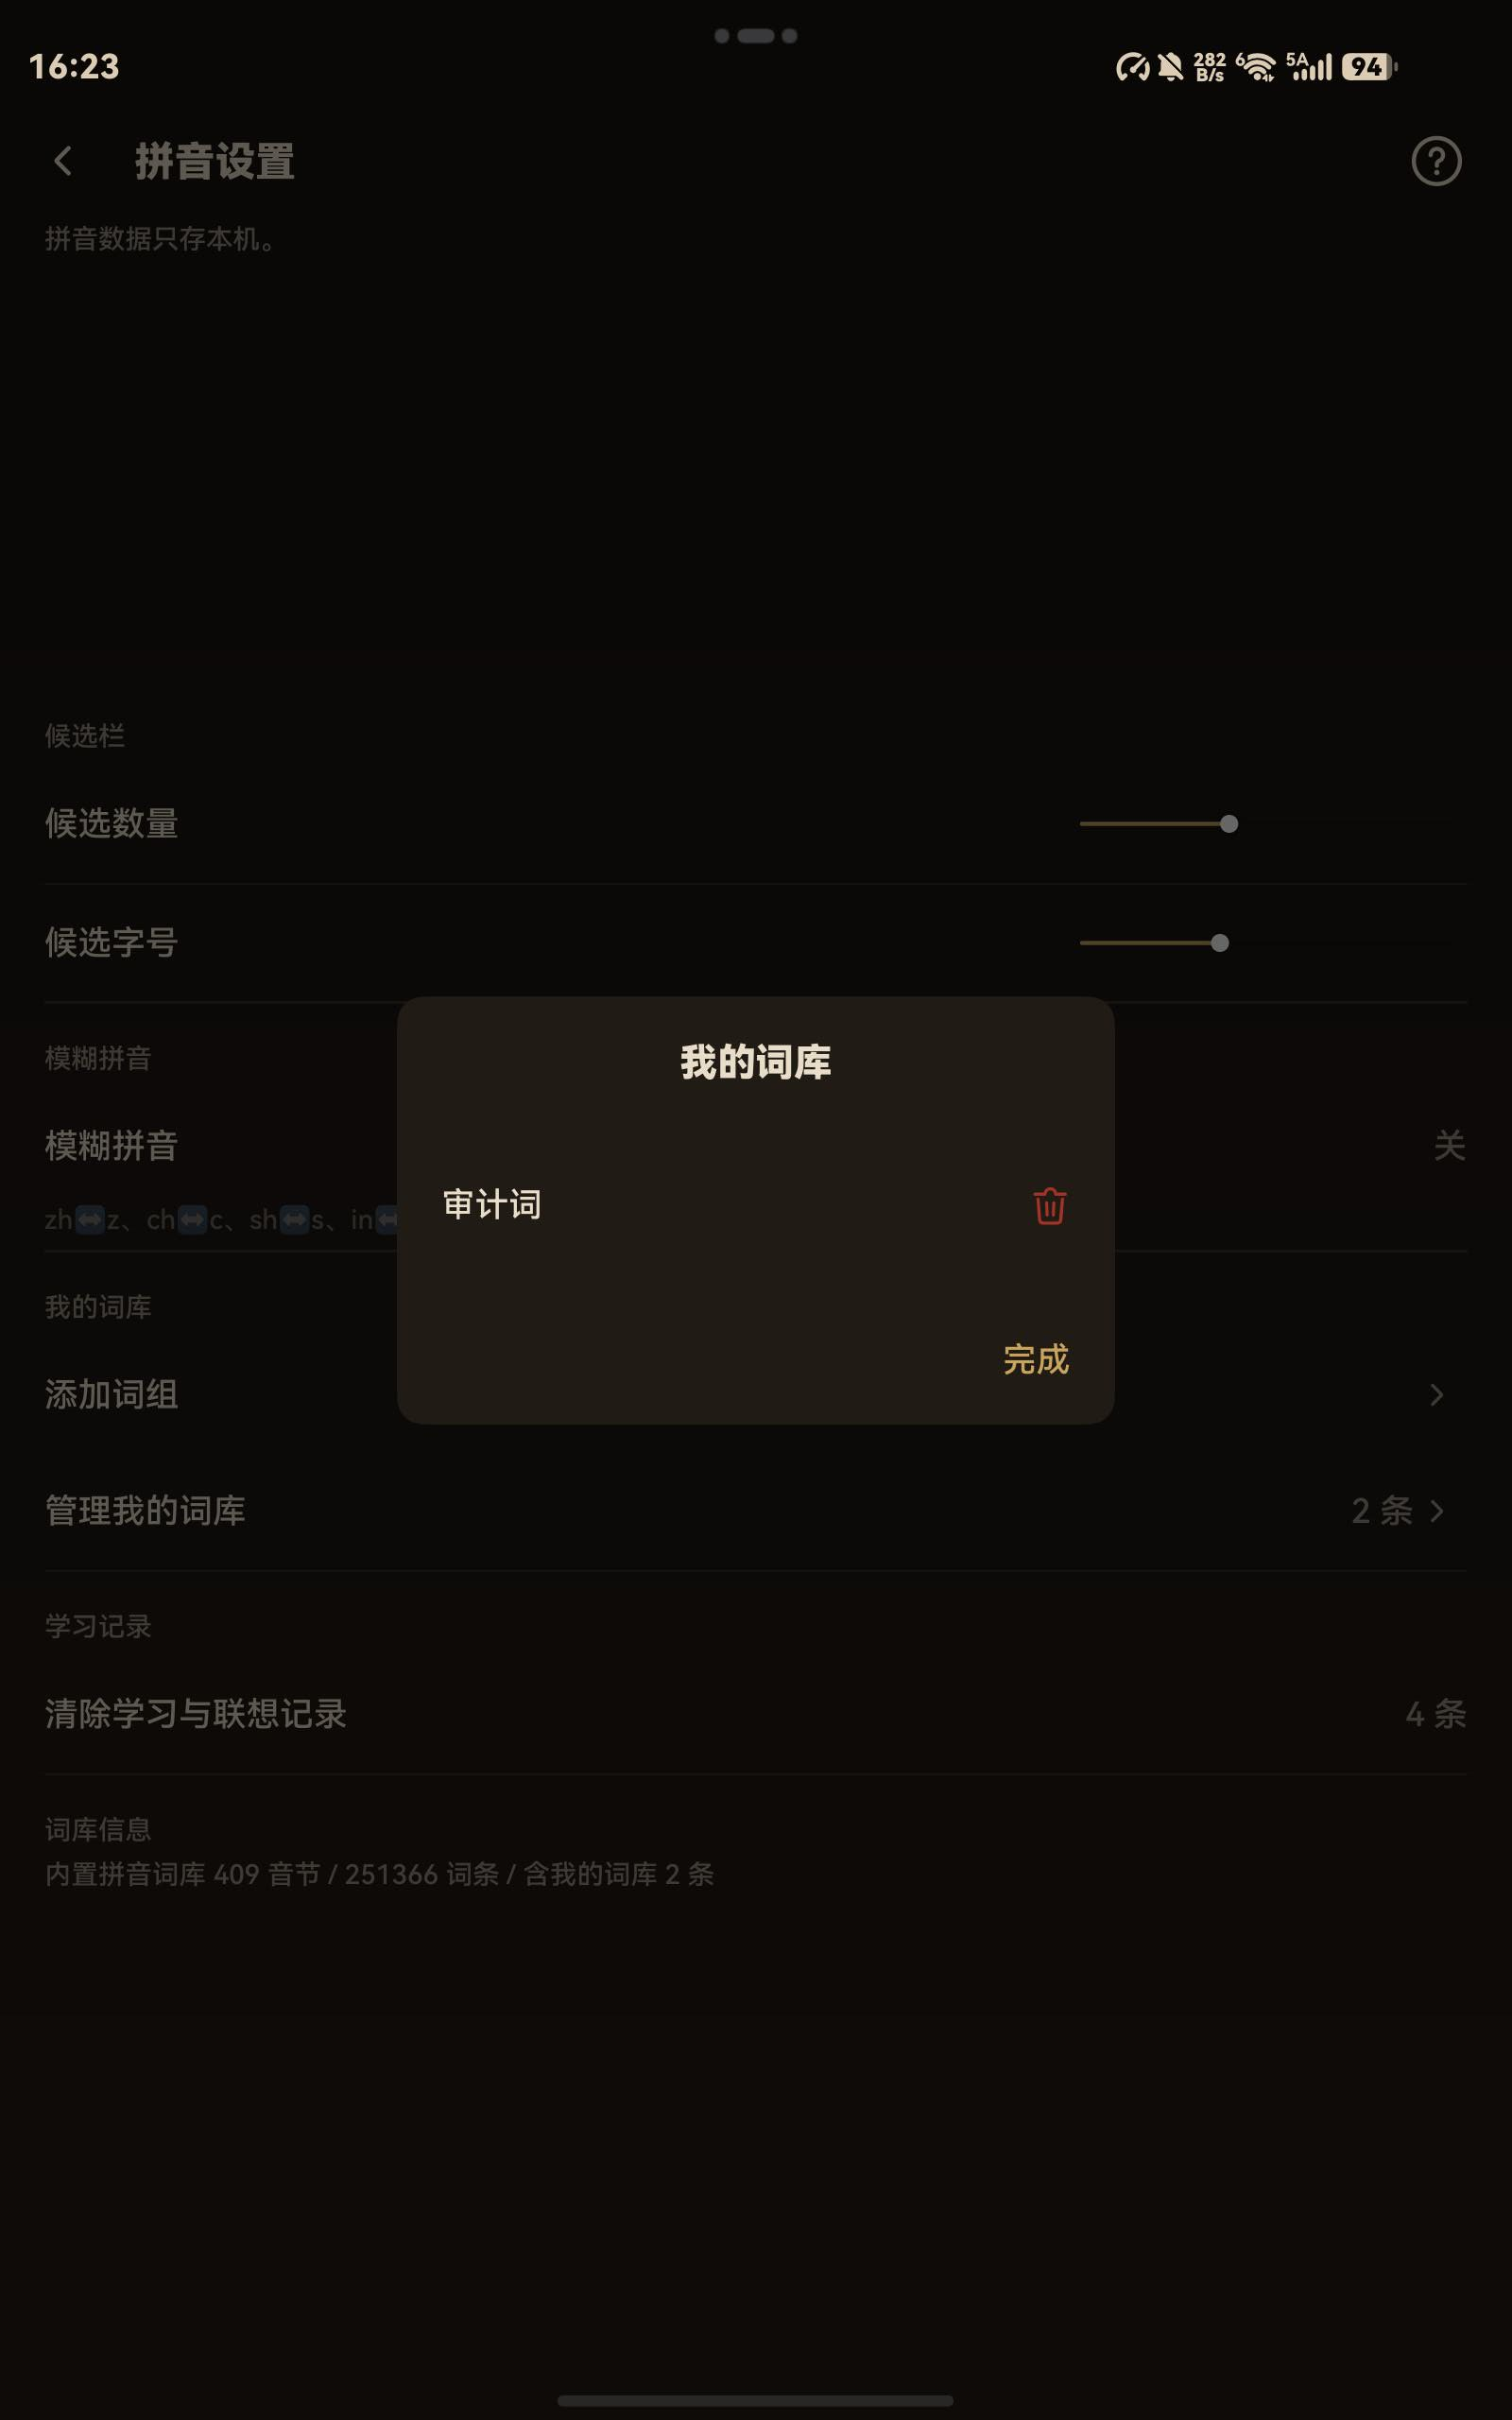 16:23
282 B/s 6 5A 94
拼音设置
拼音数据只存本机。
候选栏
候选数量
候选字号
模糊拼音
模糊拼音 关
zh↔️z、ch↔️c、sh↔️s、in↔️
我的词库
审计词
完成
我的词库
添加词组
管理我的词库 2 条
学习记录
清除学习与联想记录 4 条
词库信息
内置拼音词库 409 音节 / 251366 词条 / 含我的词库 2 条